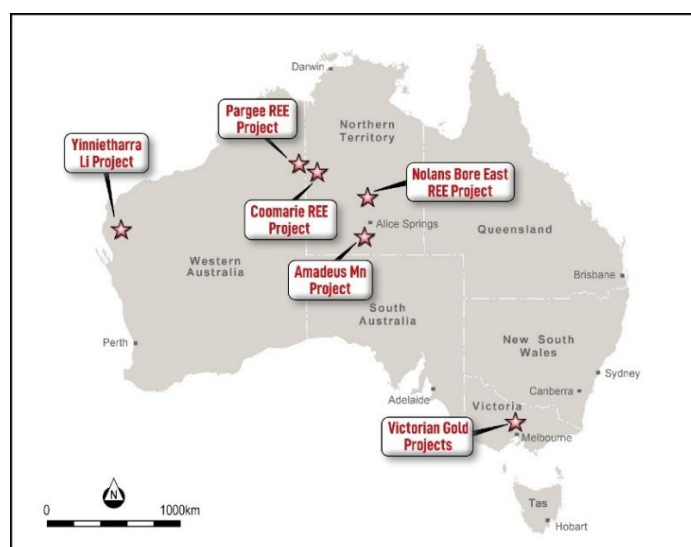 Darwin
Pargee REE
Project
Northern
Territory
Yinnietharra
Li Project
Nolans Bore East
REE Project
Coomarie REE
Project
Alice Springs
Queensland
Western
Australia
Amadeus Mn
Project
Brisbane
South
Australia
New South
Wales
Perth
Sydney
Canberra
Adelaide
Victoria
Victorian Gold
Projects
Melbourne
N
0 1000km
Tas
Hobart